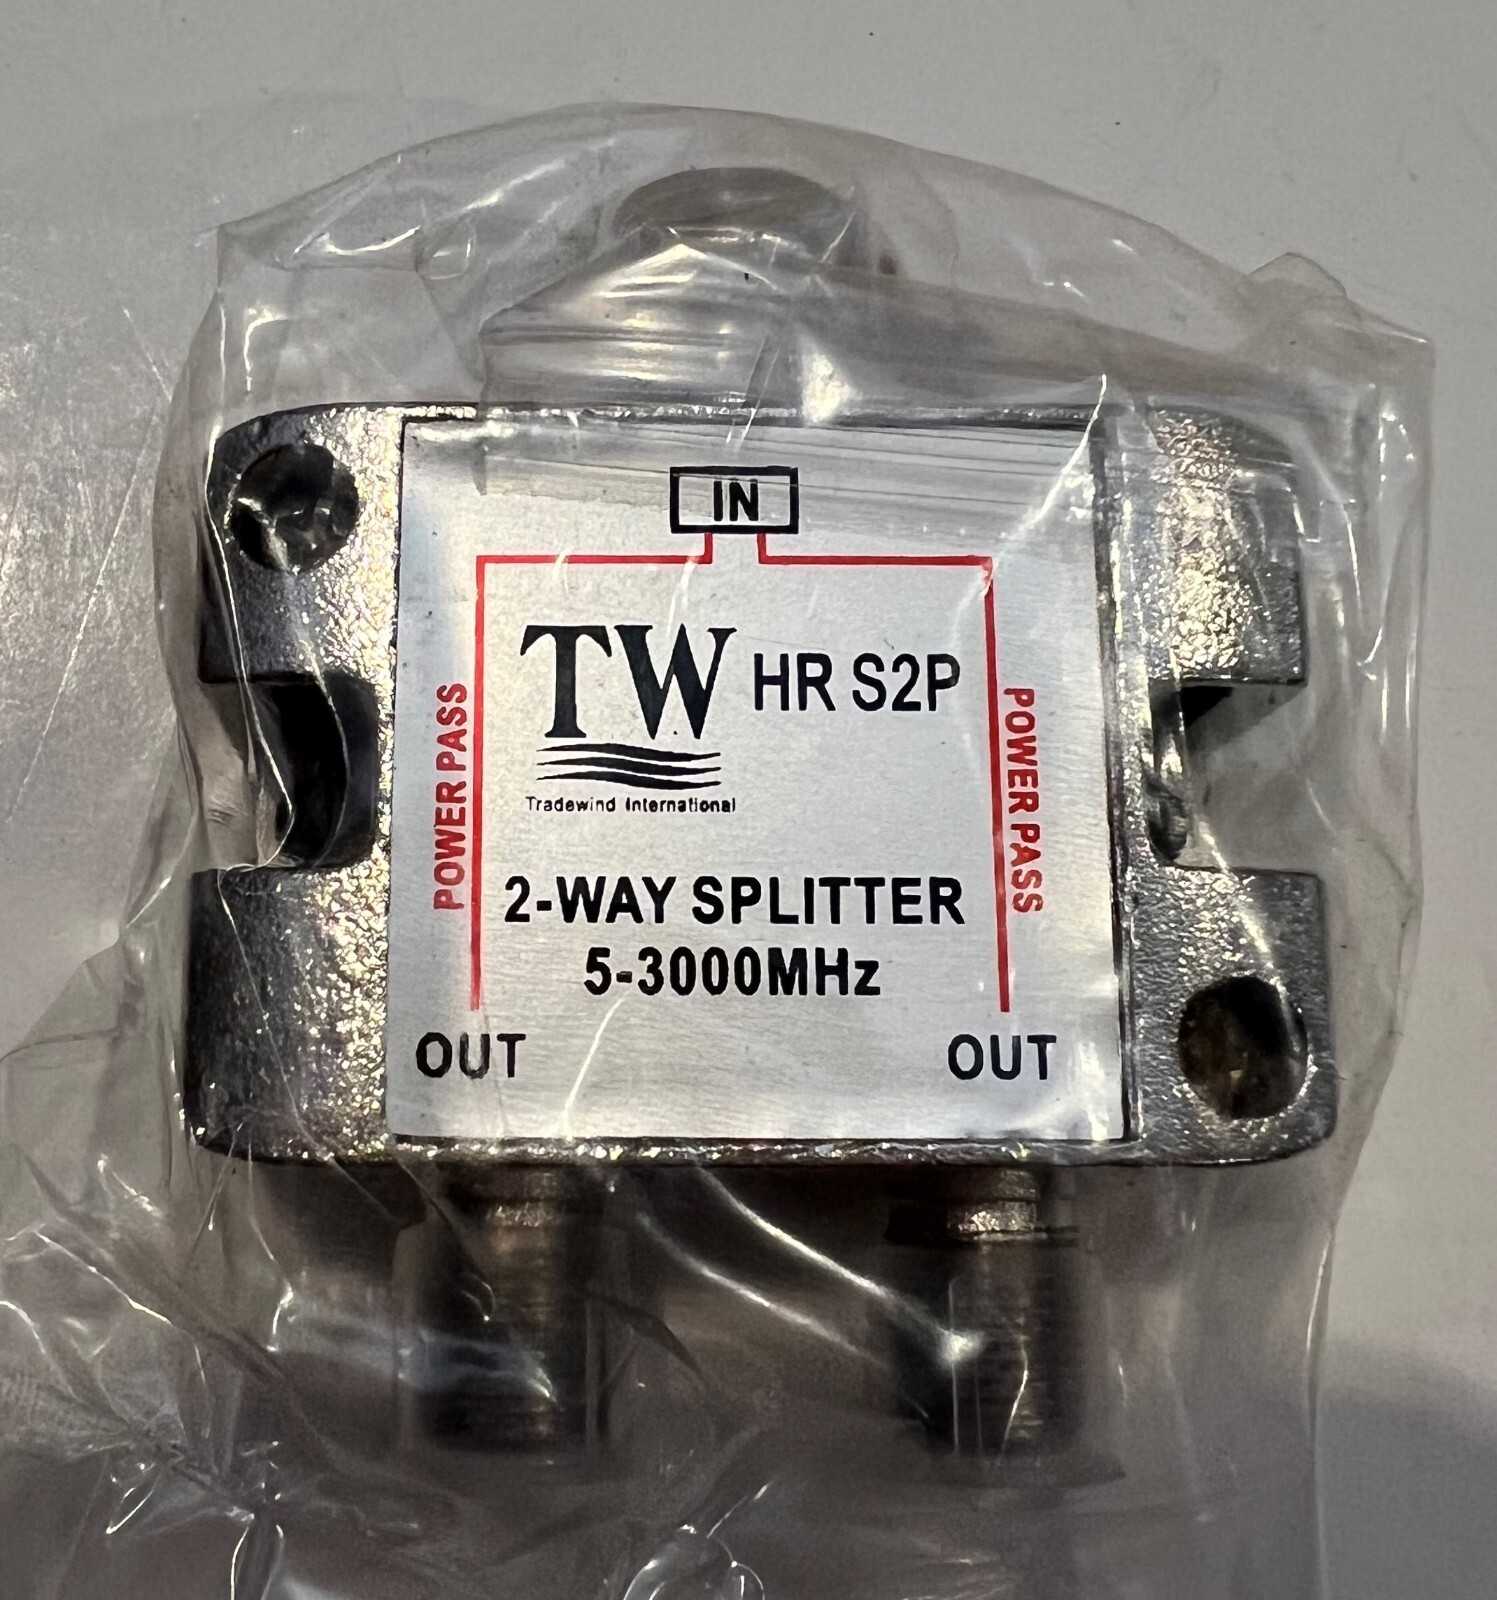 IN
TW HR S2P
Tradewind International
POWER PASS
POWER PASS
2-WAY SPLITTER
5-3000MHz
OUT OUT